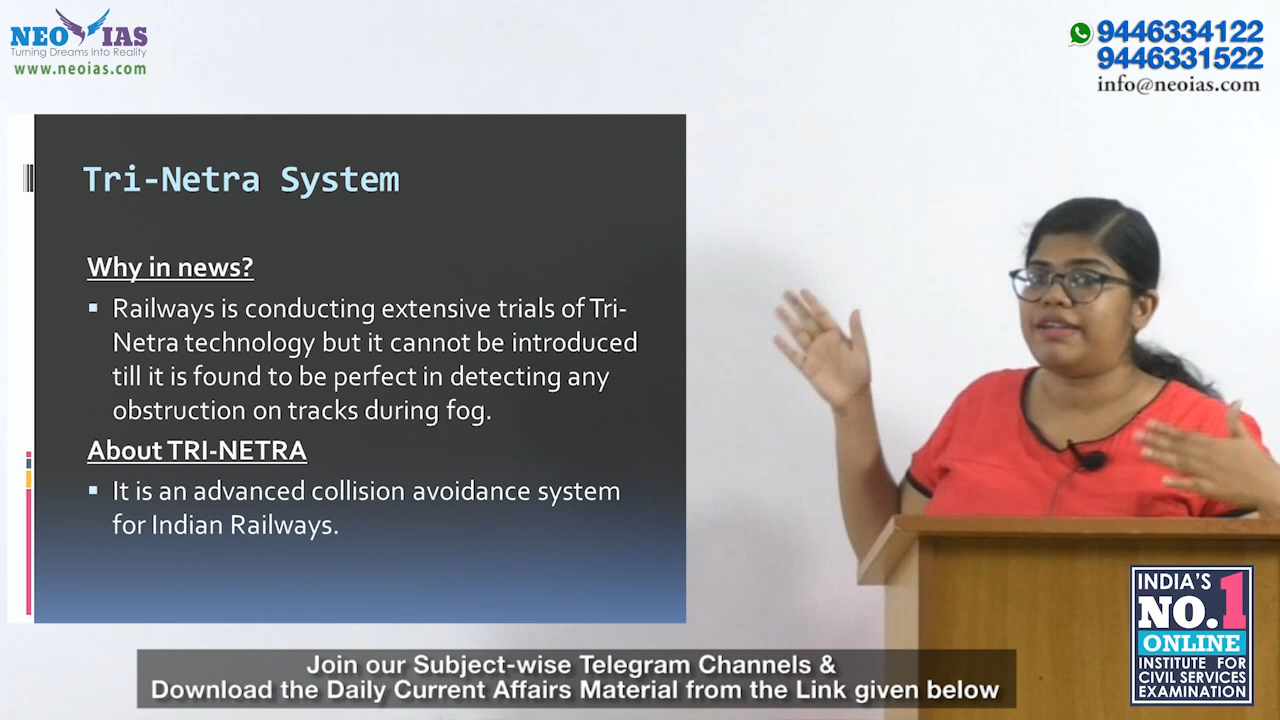 NEO IAS
Turning Dreams into Reality
www.neoias.com
9446334122
9446331522
info@neoias.com
Tri-Netra System
Why in news?
Railways is conducting extensive trials of Tri-
Netra technology but it cannot be introduced
till it is found to be perfect in detecting any
obstruction on tracks during fog.
About TRI-NETRA
It is an advanced collision avoidance system
for Indian Railways.
INDIA'S
NO.1
ONLINE
INSTITUTE FOR
CIVIL SERVICES
EXAMINATION
Join our Subject-wise Telegram Channels &
Download the Daily Current Affairs Material from the Link given below